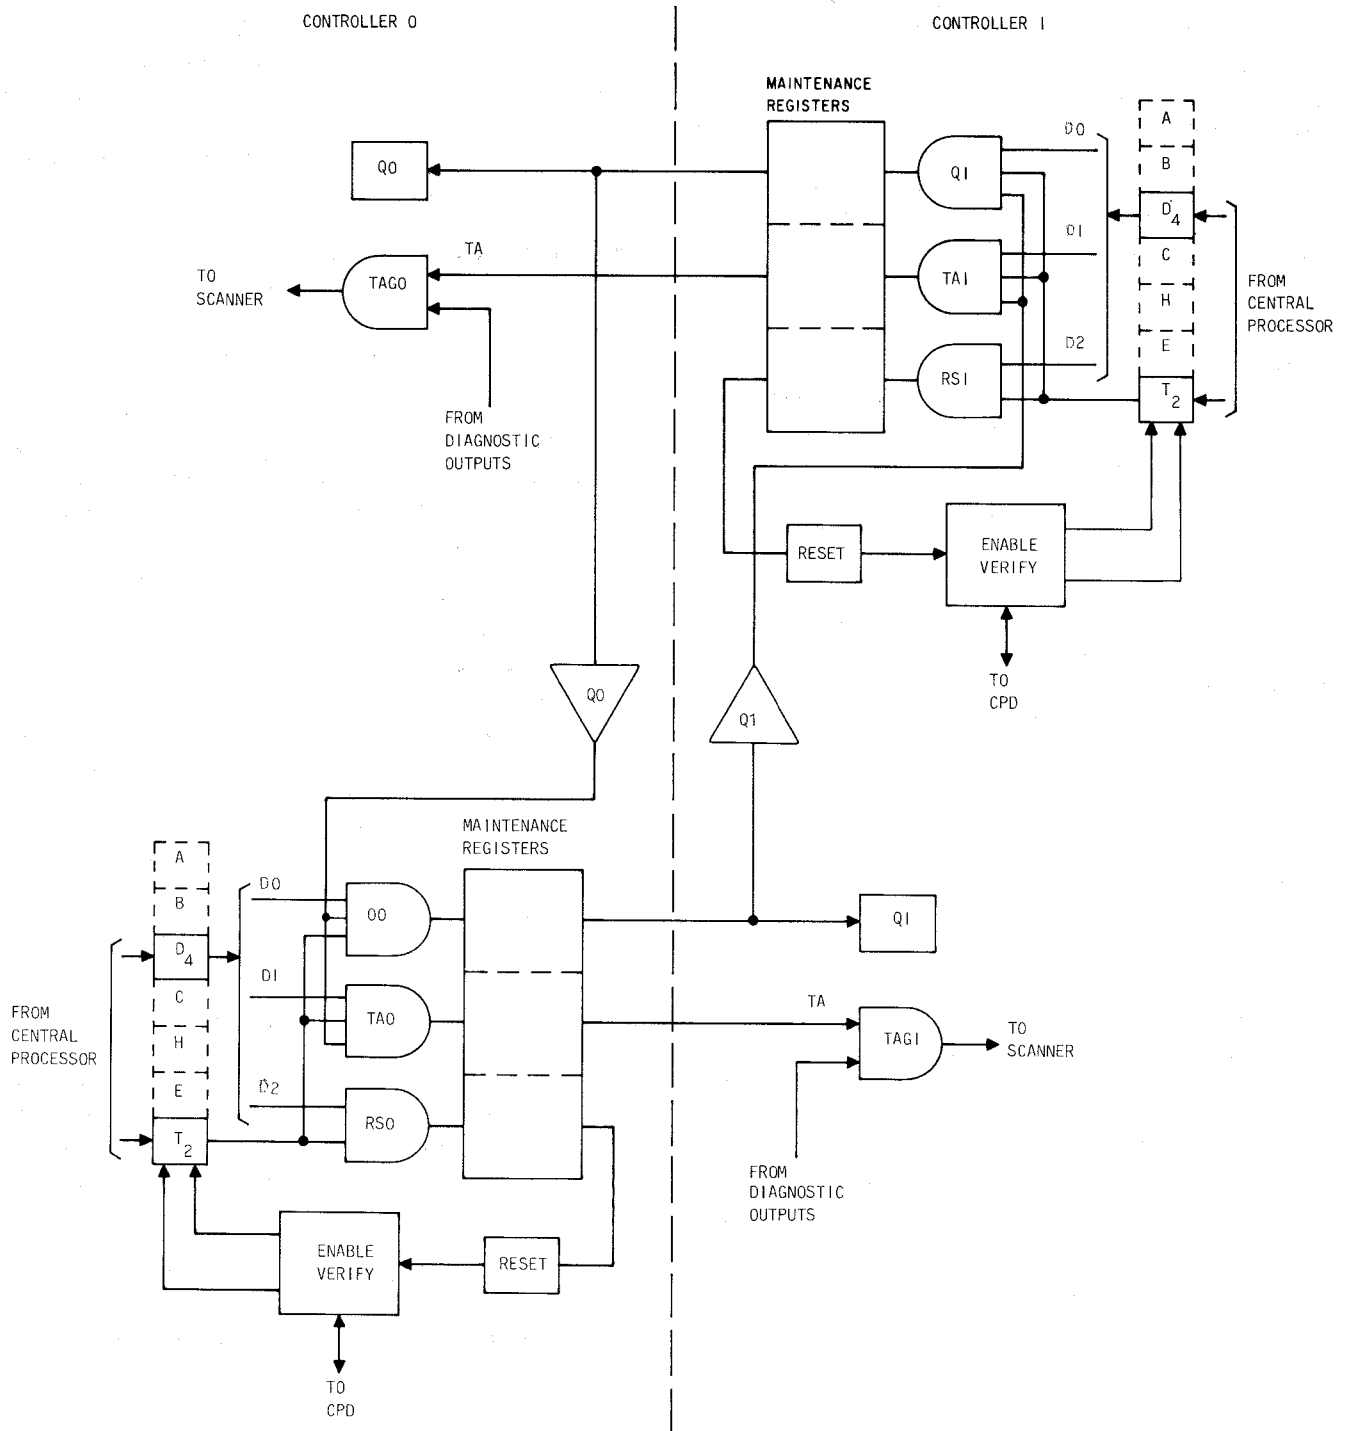 CONTROLLER 0
CONTROLLER 1
MAINTENANCE
REGISTERS
A
B
D4
C
H
E
T2
D0
D1
D2
Q1
TA1
RS1
FROM
CENTRAL
PROCESSOR
Q0
TA
TAG0
TO
SCANNER
FROM
DIAGNOSTIC
OUTPUTS
RESET
ENABLE
VERIFY
TO
CPD
Q0
Q1
MAINTENANCE
REGISTERS
A
B
D4
C
H
E
T2
D0
D1
D2
00
TA0
RS0
FROM
CENTRAL
PROCESSOR
Q1
TA
TAG1
TO
SCANNER
FROM
DIAGNOSTIC
OUTPUTS
ENABLE
VERIFY
RESET
TO
CPD